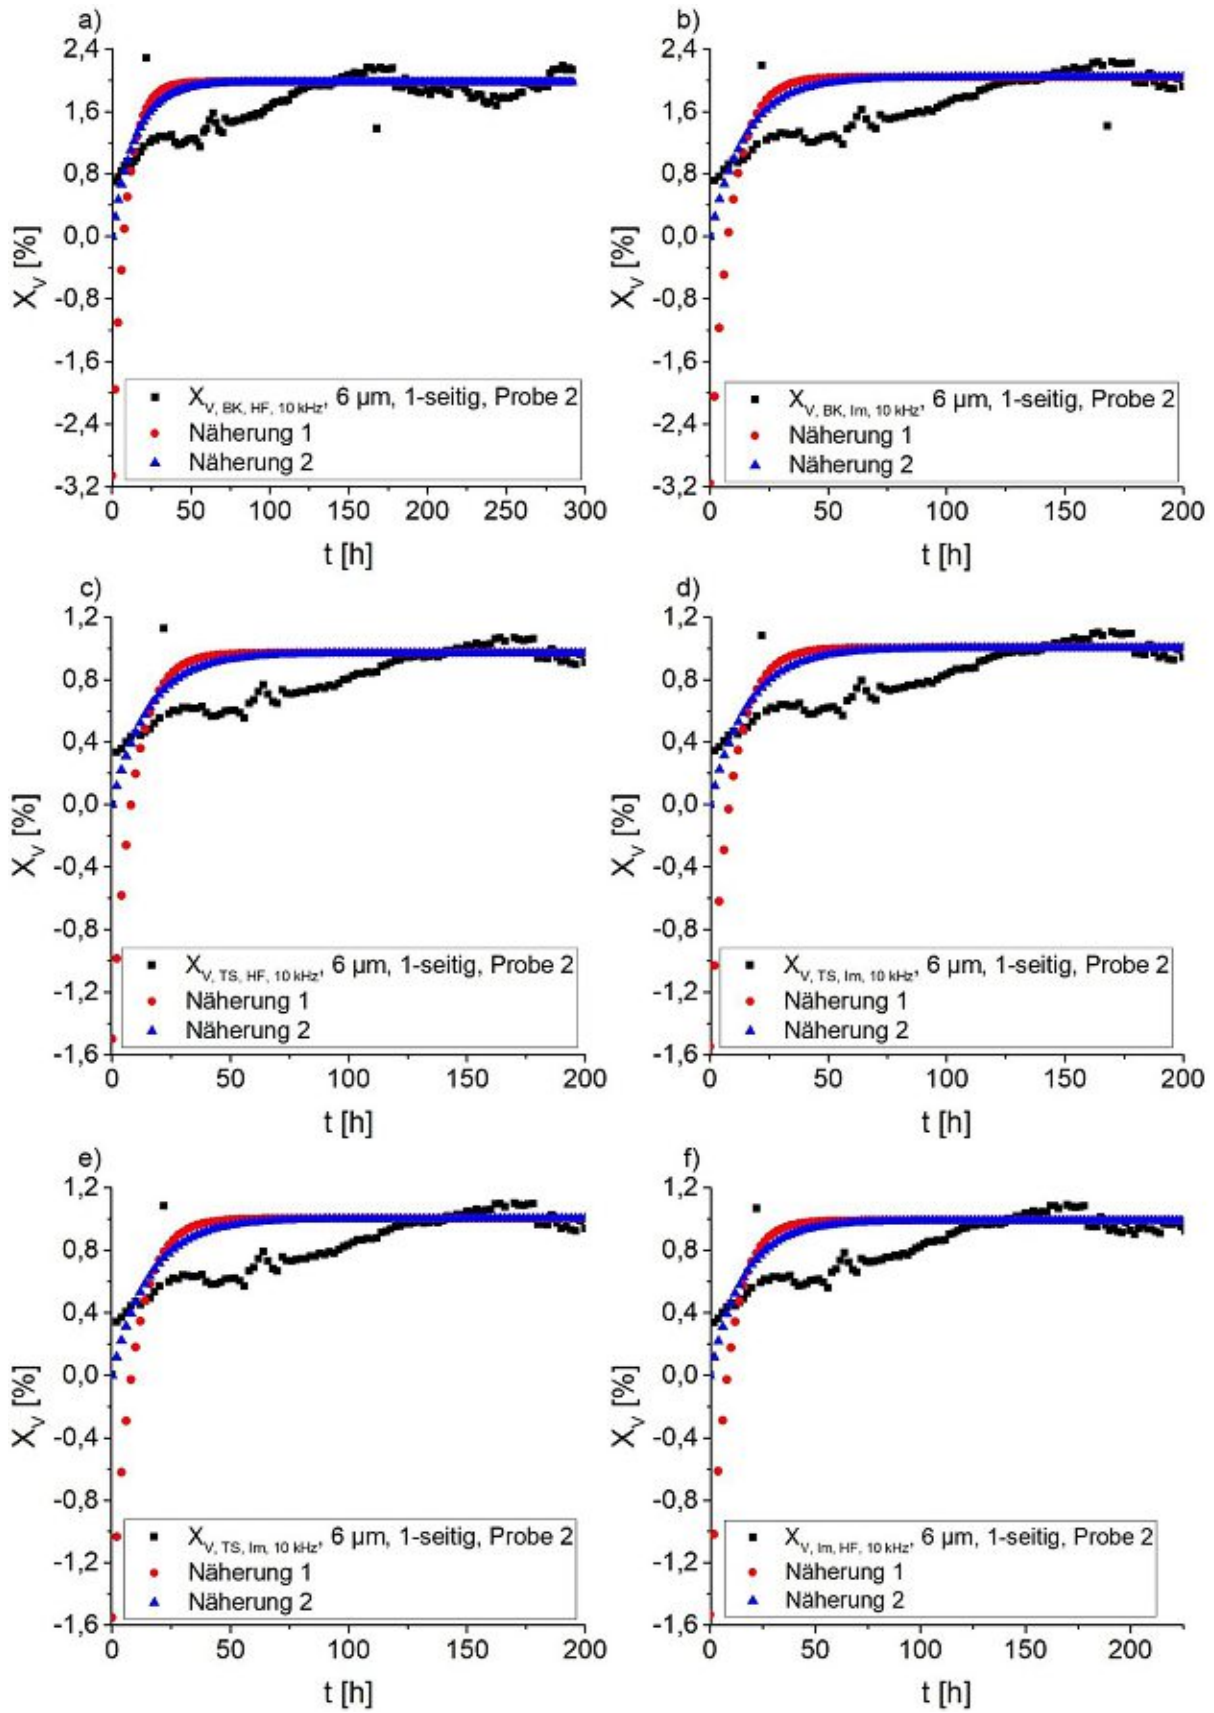 a)
2,4
1,6
0,8
0,0
-0,8
-1,6
-2,4
-3,2
X_V [%]
X_V, BK, HF, 10 kHz, 6 µm, 1-seitig, Probe 2
Näherung 1
Näherung 2
0 50 100 150 200 250 300
t [h]
b)
2,4
1,6
0,8
0,0
-0,8
-1,6
-2,4
-3,2
X_V [%]
X_V, BK, Im, 10 kHz, 6 µm, 1-seitig, Probe 2
Näherung 1
Näherung 2
0 50 100 150 200
t [h]
c)
1,2
0,8
0,4
0,0
-0,4
-0,8
-1,2
-1,6
X_V [%]
X_V, TS, HF, 10 kHz, 6 µm, 1-seitig, Probe 2
Näherung 1
Näherung 2
0 50 100 150 200
t [h]
d)
1,2
0,8
0,4
0,0
-0,4
-0,8
-1,2
-1,6
X_V [%]
X_V, TS, Im, 10 kHz, 6 µm, 1-seitig, Probe 2
Näherung 1
Näherung 2
0 50 100 150 200
t [h]
e)
1,2
0,8
0,4
0,0
-0,4
-0,8
-1,2
-1,6
X_V [%]
X_V, TS, Im, 10 kHz, 6 µm, 1-seitig, Probe 2
Näherung 1
Näherung 2
0 50 100 150 200
t [h]
f)
1,2
0,8
0,4
0,0
-0,4
-0,8
-1,2
-1,6
X_V [%]
X_V, Im, HF, 10 kHz, 6 µm, 1-seitig, Probe 2
Näherung 1
Näherung 2
0 50 100 150 200
t [h]